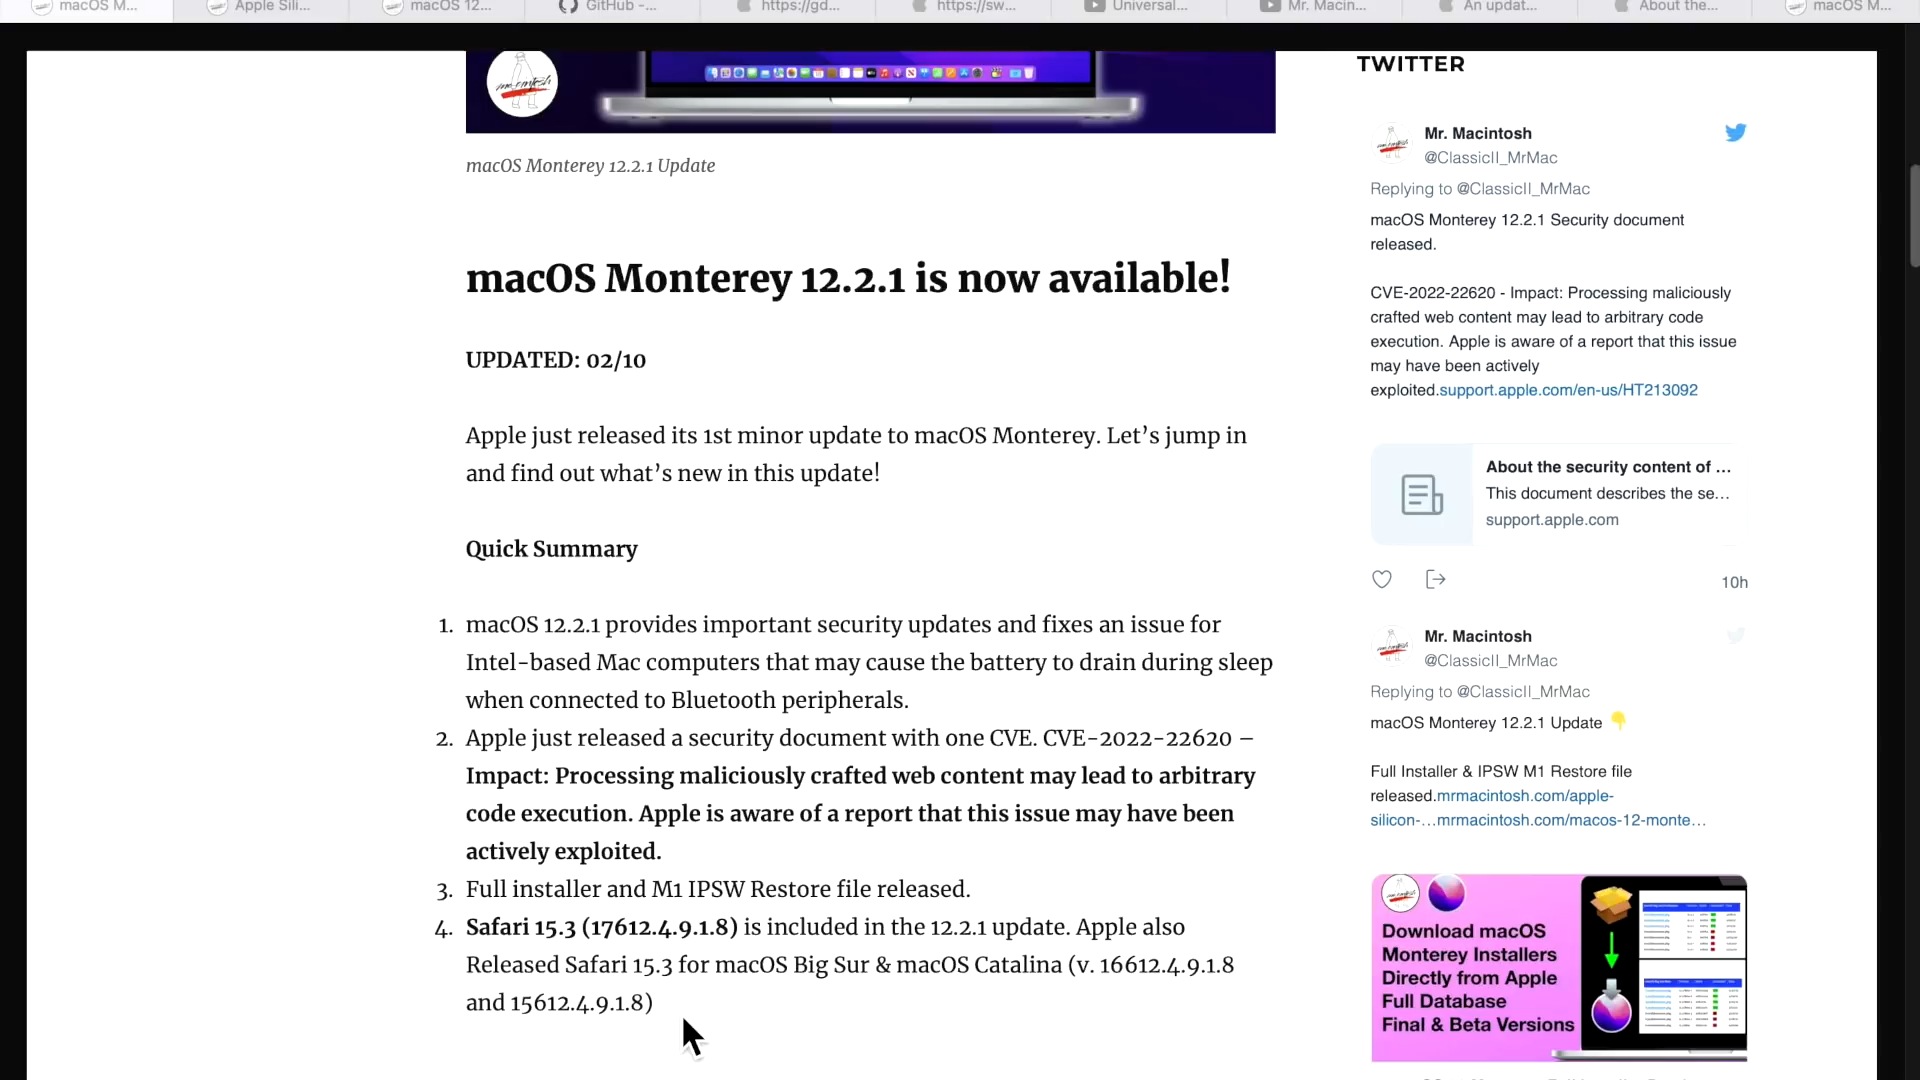 macOS M...
Apple Sili...
macOS 12...
GitHub -...
https://gd...
https://sw...
Universal...
Mr. Macin...
An updat...
About the...
macOS M...
macOS Monterey 12.2.1 Update
macOS Monterey 12.2.1 is now available!
UPDATED: 02/10
Apple just released its 1st minor update to macOS Monterey. Let’s jump in
and find out what’s new in this update!
Quick Summary
1. macOS 12.2.1 provides important security updates and fixes an issue for
Intel-based Mac computers that may cause the battery to drain during sleep
when connected to Bluetooth peripherals.
2. Apple just released a security document with one CVE. CVE-2022-22620 –
Impact: Processing maliciously crafted web content may lead to arbitrary
code execution. Apple is aware of a report that this issue may have been
actively exploited.
3. Full installer and M1 IPSW Restore file released.
4. Safari 15.3 (17612.4.9.1.8) is included in the 12.2.1 update. Apple also
Released Safari 15.3 for macOS Big Sur & macOS Catalina (v. 16612.4.9.1.8
and 15612.4.9.1.8)
TWITTER
Mr. Macintosh
@ClassicII_MrMac
Replying to @ClassicII_MrMac
macOS Monterey 12.2.1 Security document
released.
CVE-2022-22620 - Impact: Processing maliciously
crafted web content may lead to arbitrary code
execution. Apple is aware of a report that this issue
may have been actively
exploited.support.apple.com/en-us/HT213092
About the security content of ...
This document describes the se...
support.apple.com
10h
Mr. Macintosh
@ClassicII_MrMac
Replying to @ClassicII_MrMac
macOS Monterey 12.2.1 Update 👇
Full Installer & IPSW M1 Restore file
released.mrmacintosh.com/apple-
silicon-…mrmacintosh.com/macos-12-monte…
Download macOS
Monterey Installers
Directly from Apple
Full Database
Final & Beta Versions